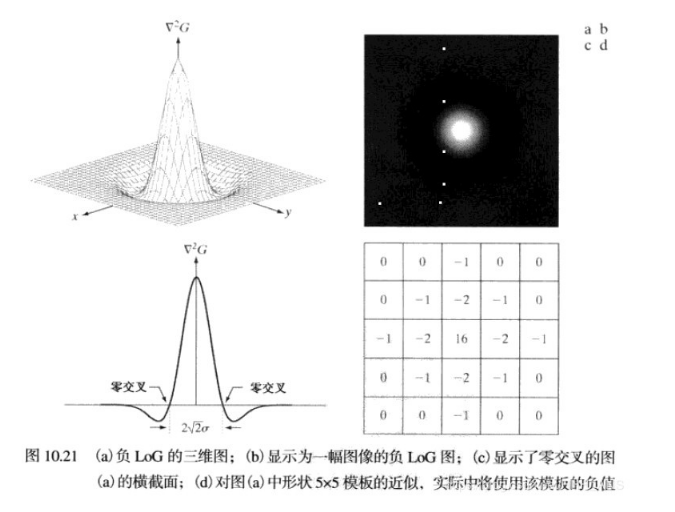 ∇²G
a b
c d
x
y
∇²G
零交叉
零交叉
2√2σ
0 0 −1 0 0
0 −1 −2 −1 0
−1 −2 16 −2 −1
0 −1 −2 −1 0
0 0 −1 0 0
图 10.21 (a)负 LoG 的三维图；(b)显示为一幅图像的负 LoG 图；(c)显示了零交叉的图
(a)的横截面；(d)对图(a)中形状 5×5 模板的近似．实际中将使用该模板的负值